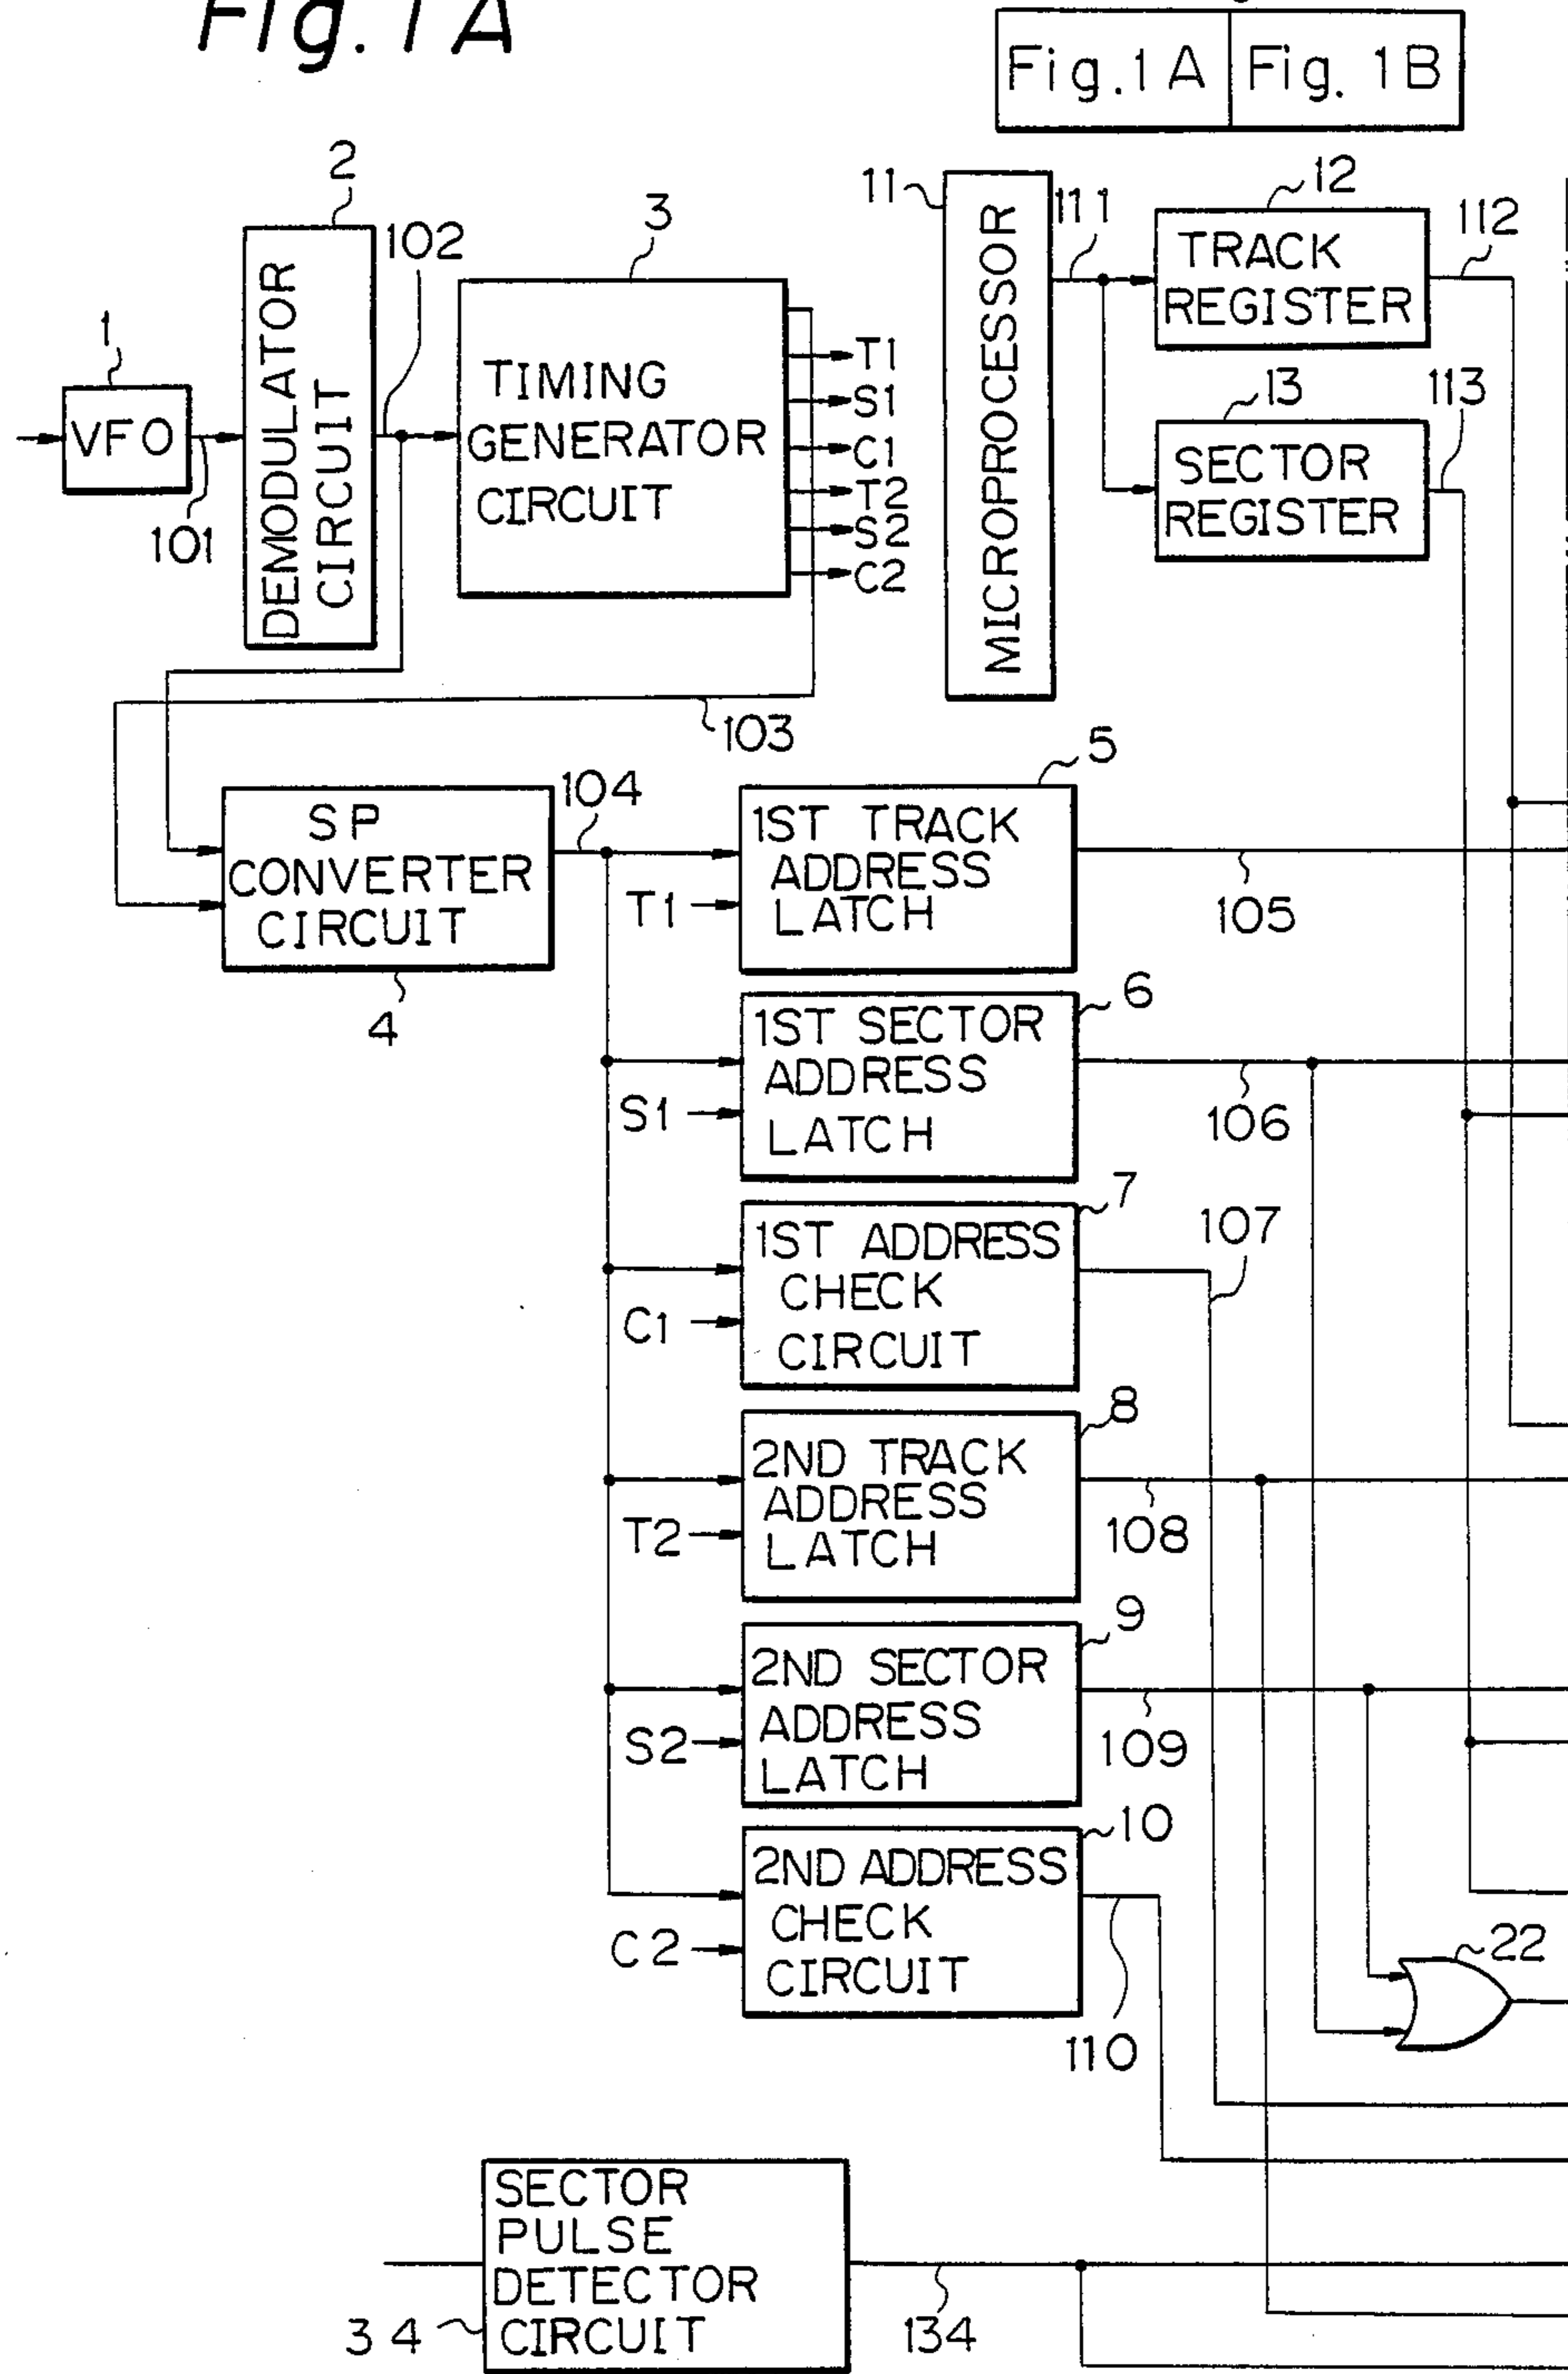 Fig. 1A
Fig. 1A
Fig. 1B
1
VFO
101
2
DEMODULATOR
CIRCUIT
102
3
TIMING
GENERATOR
CIRCUIT
T1
S1
C1
T2
S2
C2
103
11
MICROPROCESSOR
111
12
TRACK
REGISTER
112
13
SECTOR
REGISTER
113
SP
CONVERTER
CIRCUIT
4
104
5
1ST TRACK
ADDRESS
LATCH
T1
105
6
1ST SECTOR
ADDRESS
LATCH
S1
106
7
1ST ADDRESS
CHECK
CIRCUIT
C1
107
8
2ND TRACK
ADDRESS
LATCH
T2
108
9
2ND SECTOR
ADDRESS
LATCH
S2
109
10
2ND ADDRESS
CHECK
CIRCUIT
C2
110
22
SECTOR
PULSE
DETECTOR
CIRCUIT
34
134